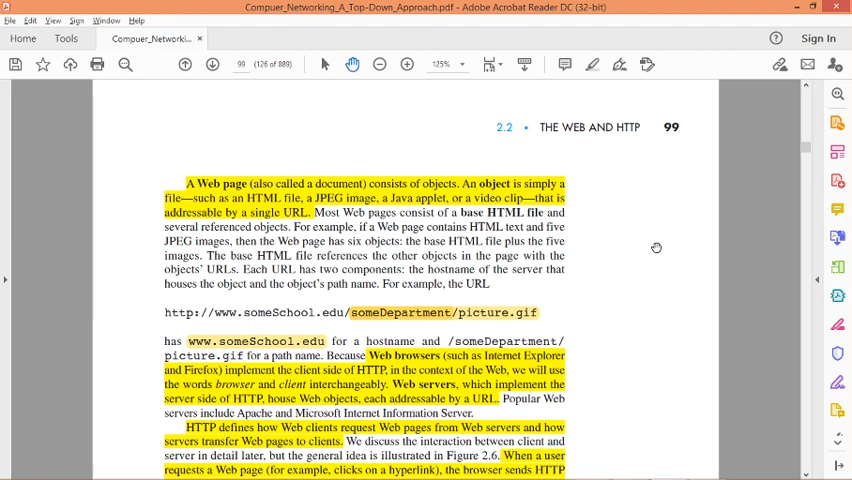 Compuer_Networking_A_Top-Down_Approach.pdf - Adobe Acrobat Reader DC (32-bit)
File Edit View Sign Window Help
Home Tools Compuer_Networki... × Sign In
99 (126 of 889) 125%
2.2 • THE WEB AND HTTP 99
A Web page (also called a document) consists of objects. An object is simply a
file—such as an HTML file, a JPEG image, a Java applet, or a video clip—that is
addressable by a single URL. Most Web pages consist of a base HTML file and
several referenced objects. For example, if a Web page contains HTML text and five
JPEG images, then the Web page has six objects: the base HTML file plus the five
images. The base HTML file references the other objects in the page with the
objects' URLs. Each URL has two components: the hostname of the server that
houses the object and the object's path name. For example, the URL
http://www.someSchool.edu/someDepartment/picture.gif
has www.someSchool.edu for a hostname and /someDepartment/
picture.gif for a path name. Because Web browsers (such as Internet Explorer
and Firefox) implement the client side of HTTP, in the context of the Web, we will use
the words browser and client interchangeably. Web servers, which implement the
server side of HTTP, house Web objects, each addressable by a URL. Popular Web
servers include Apache and Microsoft Internet Information Server.
HTTP defines how Web clients request Web pages from Web servers and how
servers transfer Web pages to clients. We discuss the interaction between client and
server in detail later, but the general idea is illustrated in Figure 2.6. When a user
requests a Web page (for example, clicks on a hyperlink), the browser sends HTTP